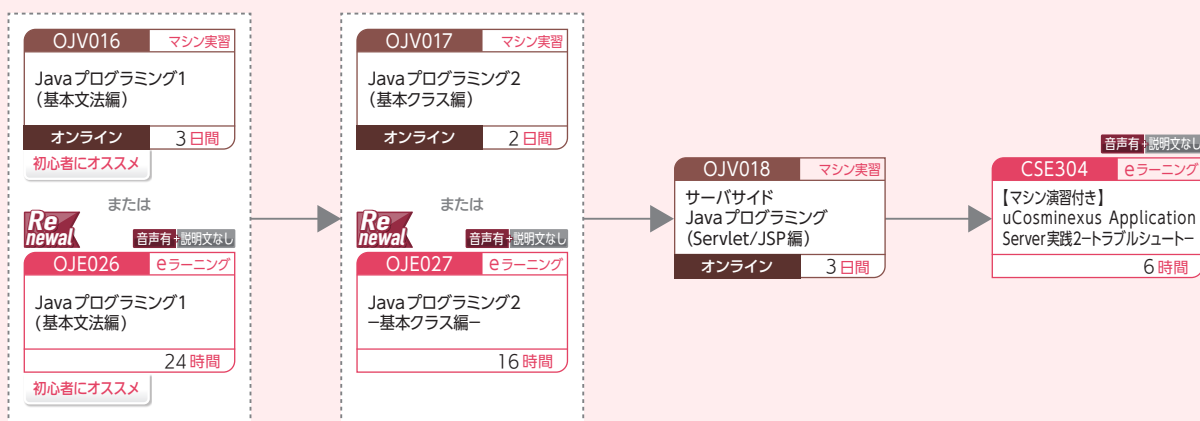 OJV016 マシン実習
Javaプログラミング1
(基本文法編)
オンライン 3日間
初心者にオススメ
または
Re
newal
音声有+説明文なし
OJE026 eラーニング
Javaプログラミング1
(基本文法編)
24時間
初心者にオススメ
OJV017 マシン実習
Javaプログラミング2
(基本クラス編)
オンライン 2日間
または
Re
newal
音声有+説明文なし
OJE027 eラーニング
Javaプログラミング2
−基本クラス編−
16時間
OJV018 マシン実習
サーバサイド
Javaプログラミング
(Servlet/JSP編)
オンライン 3日間
音声有+説明文なし
CSE304 eラーニング
【マシン演習付き】
uCosminexus Application
Server実践2−トラブルシュート−
6時間